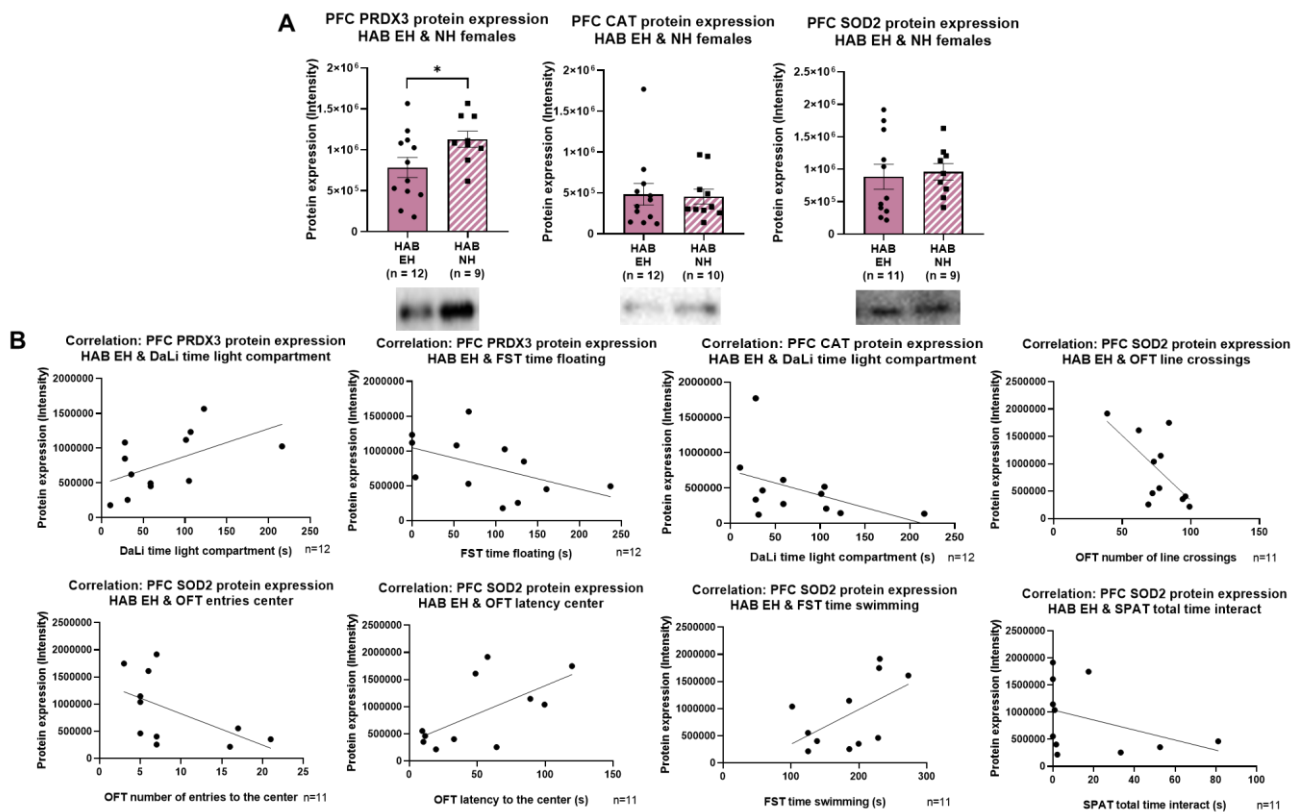 A
PFC PRDX3 protein expression
HAB EH & NH females
Protein expression (Intensity)
2×10⁶
1.5×10⁶
1×10⁶
5×10⁵
0
*
HAB
EH
(n = 12)
HAB
NH
(n = 9)
PFC CAT protein expression
HAB EH & NH females
Protein expression (Intensity)
2×10⁶
1.5×10⁶
1×10⁶
5×10⁵
0
HAB
EH
(n = 12)
HAB
NH
(n = 10)
PFC SOD2 protein expression
HAB EH & NH females
Protein expression (Intensity)
2.5×10⁶
2×10⁶
1.5×10⁶
1×10⁶
5×10⁵
0
HAB
EH
(n = 11)
HAB
NH
(n = 9)
B
Correlation: PFC PRDX3 protein expression
HAB EH & DaLi time light compartment
Protein expression (Intensity)
2000000
1500000
1000000
500000
0
0 50 100 150 200 250
DaLi time light compartment (s) n=12
Correlation: PFC PRDX3 protein expression
HAB EH & FST time floating
Protein expression (Intensity)
2000000
1500000
1000000
500000
0
0 50 100 150 200 250
FST time floating (s) n=12
Correlation: PFC CAT protein expression
HAB EH & DaLi time light compartment
Protein expression (Intensity)
2000000
1500000
1000000
500000
0
0 50 100 150 200 250
DaLi time light compartment (s) n=12
Correlation: PFC SOD2 protein expression
HAB EH & OFT line crossings
Protein expression (Intensity)
2500000
2000000
1500000
1000000
500000
0
0 50 100 150
OFT number of line crossings n=11
Correlation: PFC SOD2 protein expression
HAB EH & OFT entries center
Protein expression (Intensity)
2500000
2000000
1500000
1000000
500000
0
0 5 10 15 20 25
OFT number of entries to the center n=11
Correlation: PFC SOD2 protein expression
HAB EH & OFT latency center
Protein expression (Intensity)
2500000
2000000
1500000
1000000
500000
0
0 50 100 150
OFT latency to the center (s) n=11
Correlation: PFC SOD2 protein expression
HAB EH & FST time swimming
Protein expression (Intensity)
2500000
2000000
1500000
1000000
500000
0
0 100 200 300
FST time swimming (s) n=11
Correlation: PFC SOD2 protein expression
HAB EH & SPAT total time interact
Protein expression (Intensity)
2500000
2000000
1500000
1000000
500000
0
0 20 40 60 80 100
SPAT total time interact (s) n=11